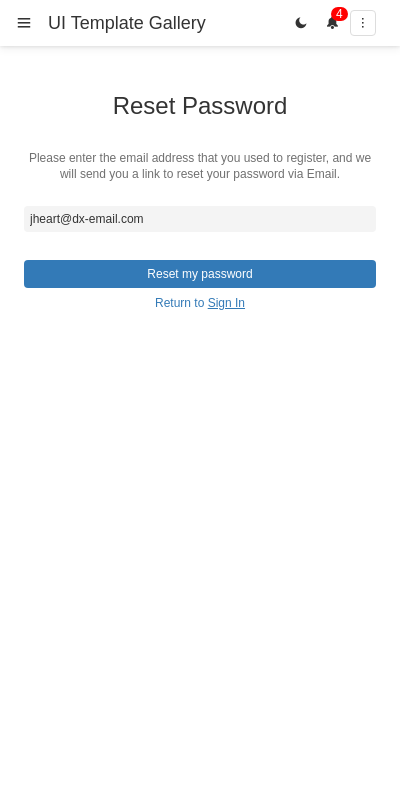 UI Template Gallery
4
Reset Password
Please enter the email address that you used to register, and we
will send you a link to reset your password via Email.
jheart@dx-email.com
Reset my password
Return to Sign In